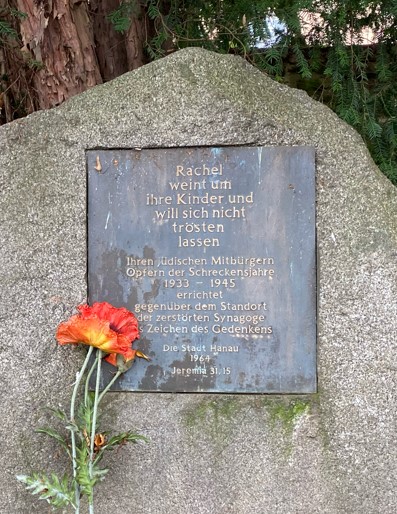 Rachel
weint um
ihre Kinder und
will sich nicht
trösten
lassen
Ihren jüdischen Mitbürgern
Opfern der Schreckensjahre
1933 – 1945
errichtet
gegenüber dem Standort
der zerstörten Synagoge
s Zeichen des Gedenkens
Die Stadt Hanau
1964
Jeremia 31.15